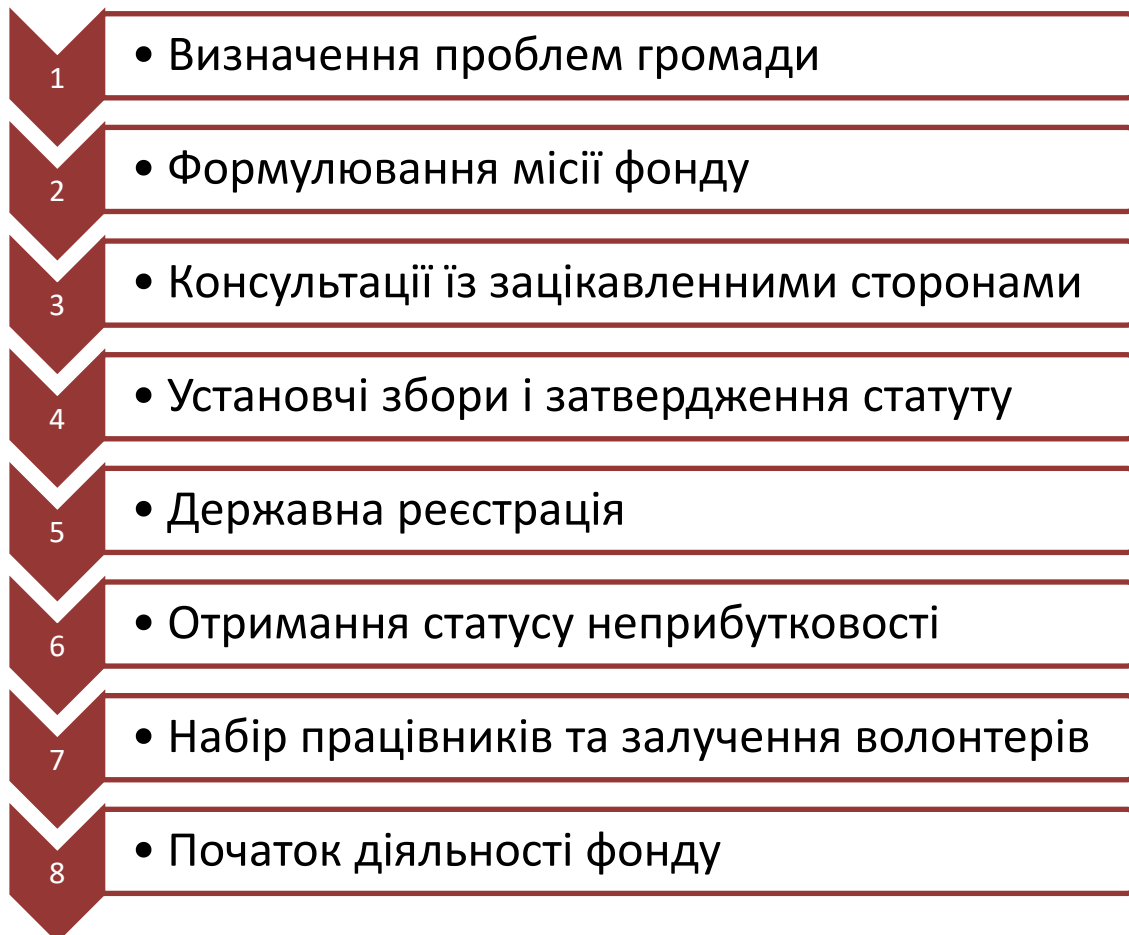 1
• Визначення проблем громади
2
• Формулювання місії фонду
3
• Консультації їз зацікавленними сторонами
4
• Установчі збори і затвердження статуту
5
• Державна реєстрація
6
• Отримання статусу неприбутковості
7
• Набір працівників та залучення волонтерів
8
• Початок діяльності фонду